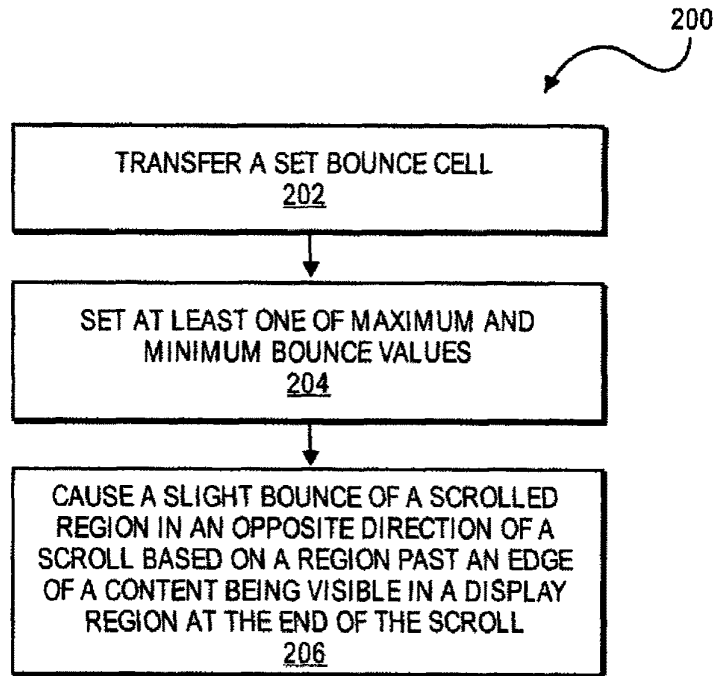 200
TRANSFER A SET BOUNCE CELL
202
SET AT LEAST ONE OF MAXIMUM AND
MINIMUM BOUNCE VALUES
204
CAUSE A SLIGHT BOUNCE OF A SCROLLED
REGION IN AN OPPOSITE DIRECTION OF A
SCROLL BASED ON A REGION PAST AN EDGE
OF A CONTENT BEING VISIBLE IN A DISPLAY
REGION AT THE END OF THE SCROLL
206